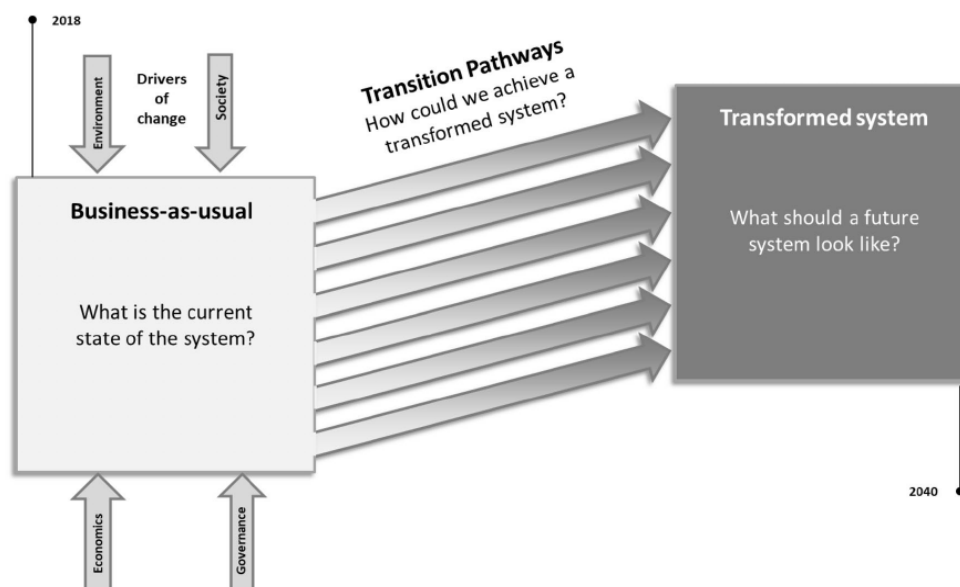 2018
Environment
Drivers
of
change
Society
Transition Pathways
How could we achieve a
transformed system?
Business-as-usual
What is the current
state of the system?
Transformed system
What should a future
system look like?
Economics
Governance
2040